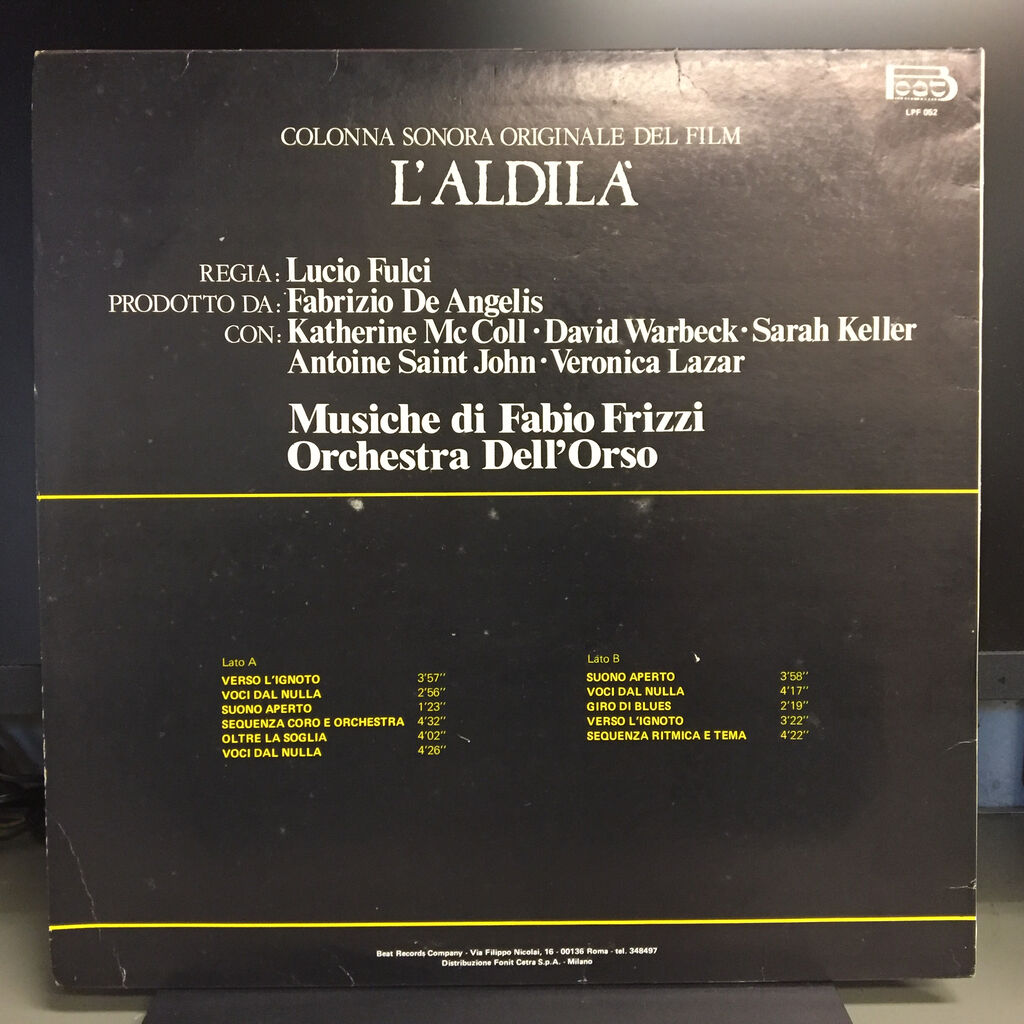 Beat
LPF 052
COLONNA SONORA ORIGINALE DEL FILM
L'ALDILÀ
REGIA: Lucio Fulci
PRODOTTO DA: Fabrizio De Angelis
CON: Katherine Mc Coll · David Warbeck · Sarah Keller
Antoine Saint John · Veronica Lazar
Musiche di Fabio Frizzi
Orchestra Dell'Orso
Lato A
VERSO L'IGNOTO 3'57''
VOCI DAL NULLA 2'56''
SUONO APERTO 1'23''
SEQUENZA CORO E ORCHESTRA 4'32''
OLTRE LA SOGLIA 4'02''
VOCI DAL NULLA 4'26''
Lato B
SUONO APERTO 3'58''
VOCI DAL NULLA 4'17''
GIRO DI BLUES 2'19''
VERSO L'IGNOTO 3'22''
SEQUENZA RITMICA E TEMA 4'22''
Beat Records Company - Via Filippo Nicolai, 16 - 00136 Roma - tel. 348497
Distribuzione Fonit Cetra S.p.A. - Milano